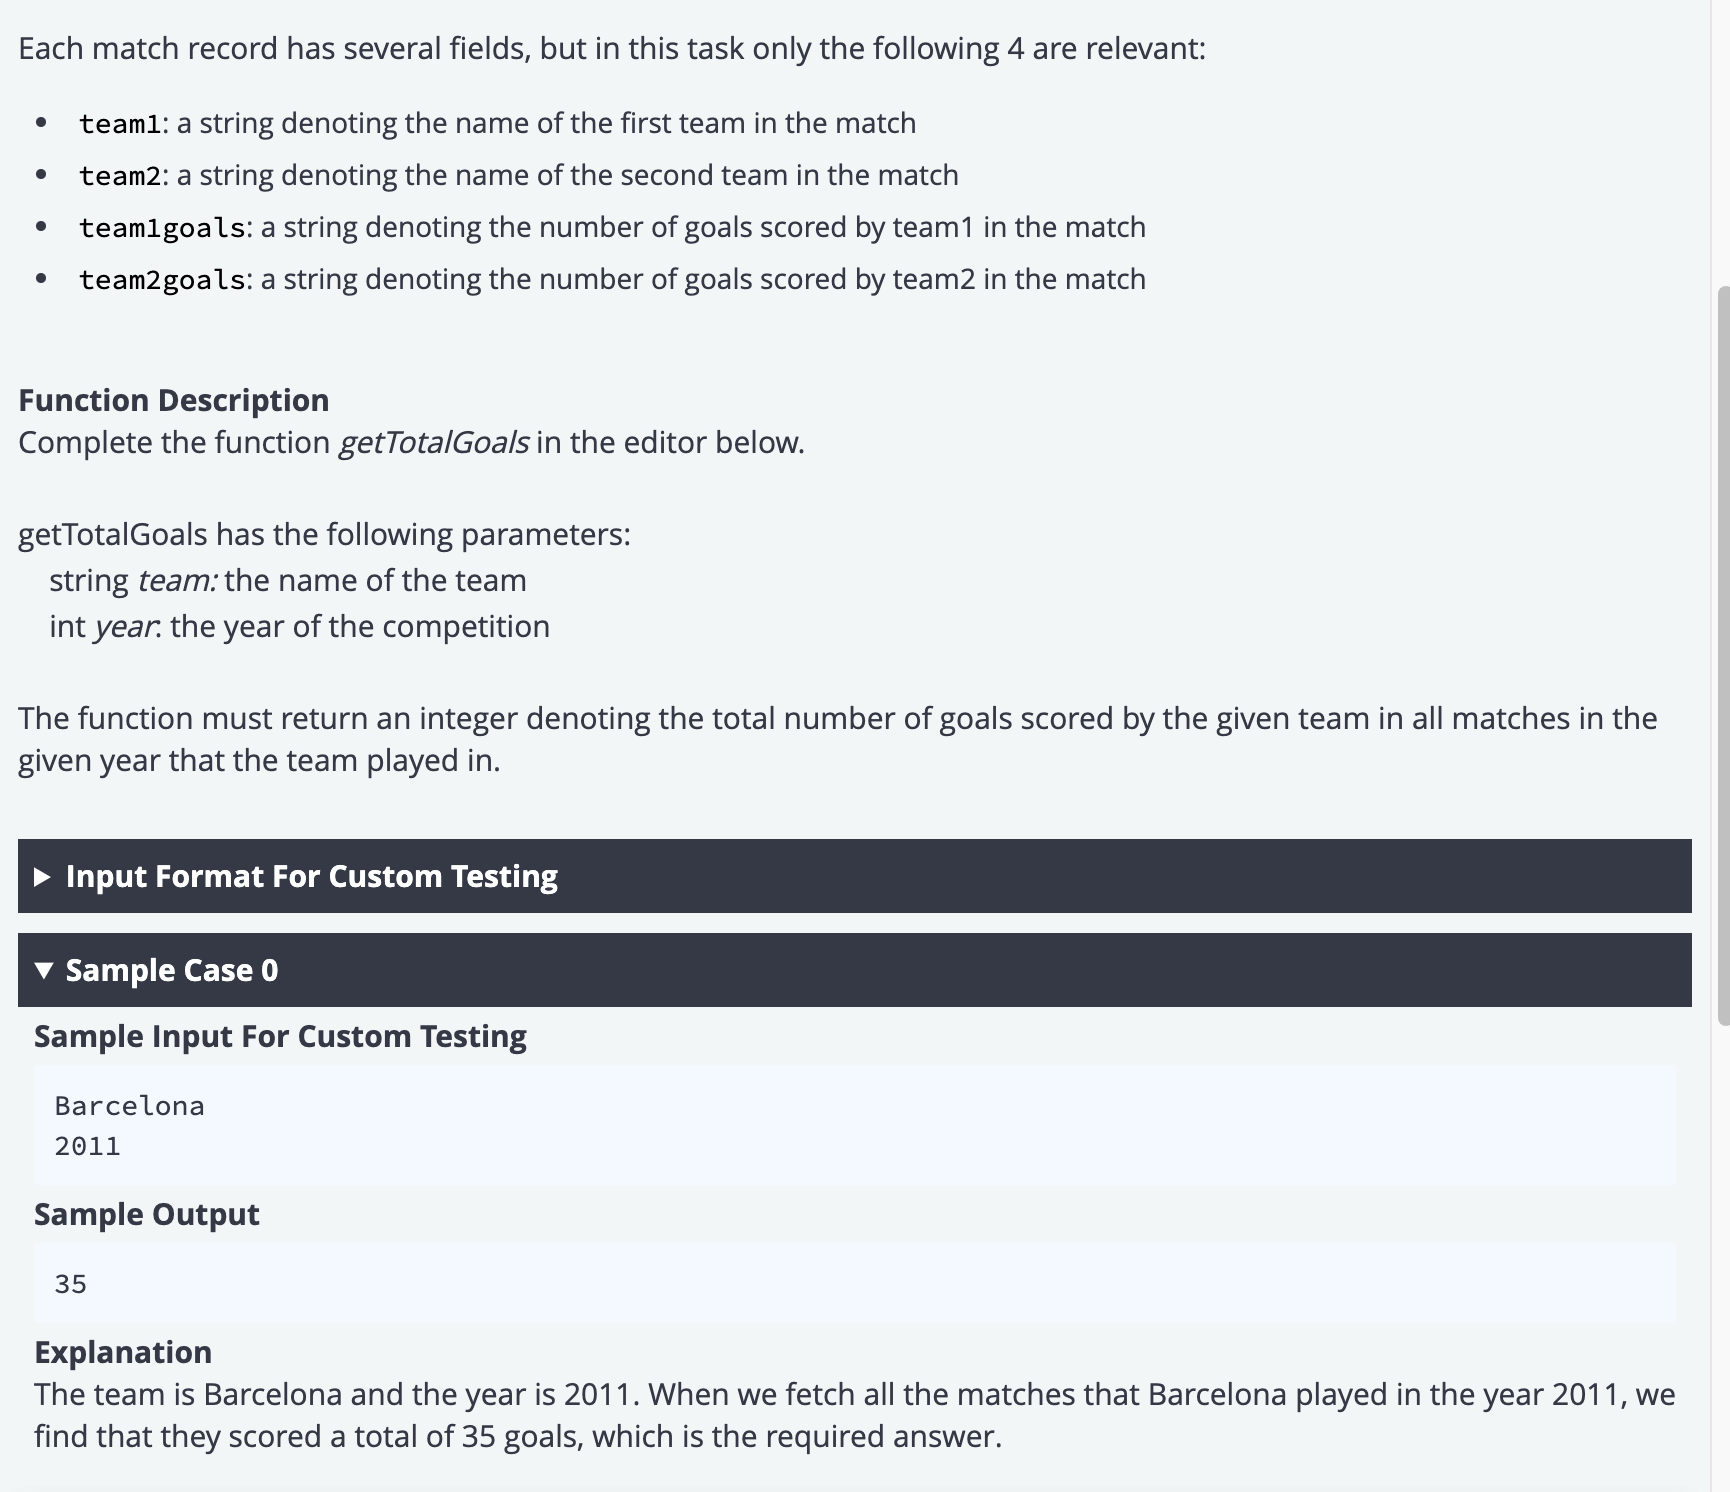 Each match record has several fields, but in this task only the following 4 are relevant:
• team1: a string denoting the name of the first team in the match
• team2: a string denoting the name of the second team in the match
• team1goals: a string denoting the number of goals scored by team1 in the match
• team2goals: a string denoting the number of goals scored by team2 in the match
Function Description
Complete the function getTotalGoals in the editor below.
getTotalGoals has the following parameters:
string team: the name of the team
int year: the year of the competition
The function must return an integer denoting the total number of goals scored by the given team in all matches in the
given year that the team played in.
▶ Input Format For Custom Testing
▼ Sample Case 0
Sample Input For Custom Testing
Barcelona
2011
Sample Output
35
Explanation
The team is Barcelona and the year is 2011. When we fetch all the matches that Barcelona played in the year 2011, we
find that they scored a total of 35 goals, which is the required answer.